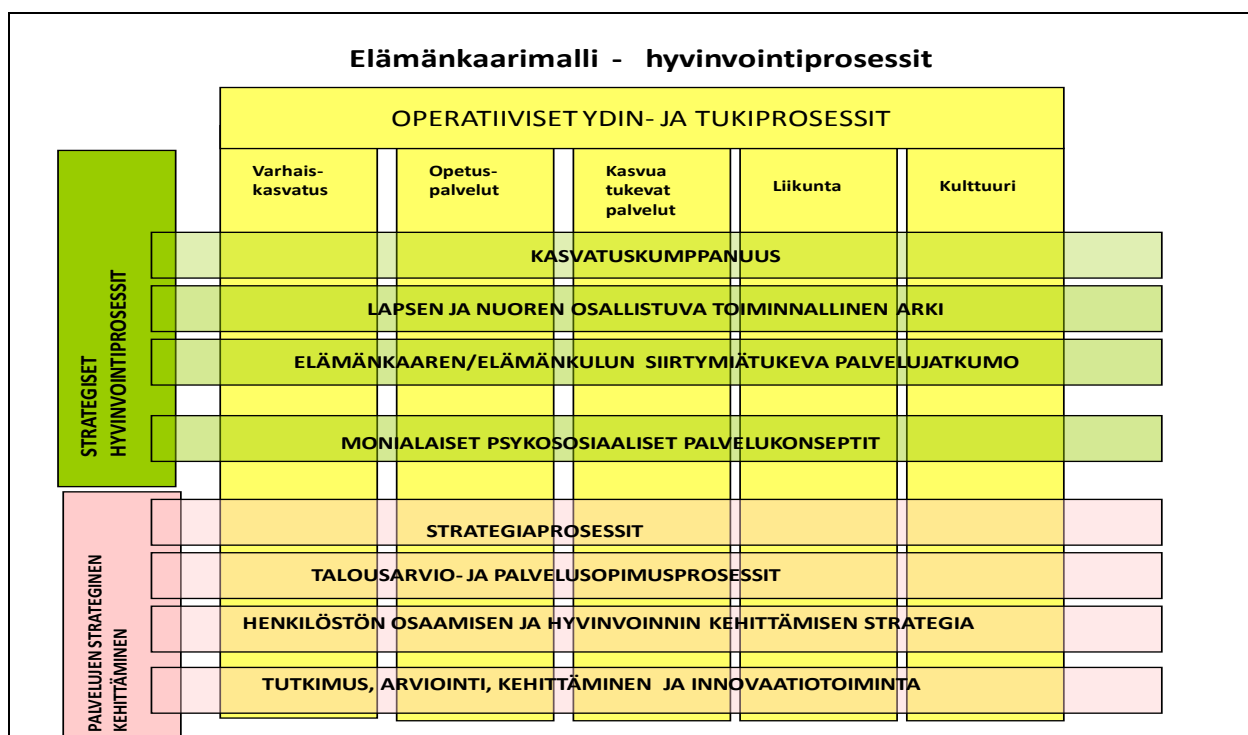 Elämänkaarimalli - hyvinvointiprosessit
OPERATIIVISET YDIN- JA TUKIPROSESSIT
Varhais-
kasvatus
Opetus-
palvelut
Kasvua
tukevat
palvelut
Liikunta
Kulttuuri
STRATEGISET
HYVINVOINTIPROSESSIT
KASVATUSKUMPPANUUS
LAPSEN JA NUOREN OSALLISTUVA TOIMINNALLINEN ARKI
ELÄMÄNKAAREN/ELÄMÄNKULUN SIIRTYMIÄTUKEVA PALVELUJATKUMO
MONIALAISET PSYKOSOSIAALISET PALVELUKONSEPTIT
PALVELUJEN STRATEGINEN
KEHITTÄMINEN
STRATEGIAPROSESSIT
TALOUSARVIO- JA PALVELUSOPIMUSPROSESSIT
HENKILÖSTÖN OSAAMISEN JA HYVINVOINNIN KEHITTÄMISEN STRATEGIA
TUTKIMUS, ARVIOINTI, KEHITTÄMINEN JA INNOVAATIOTOIMINTA